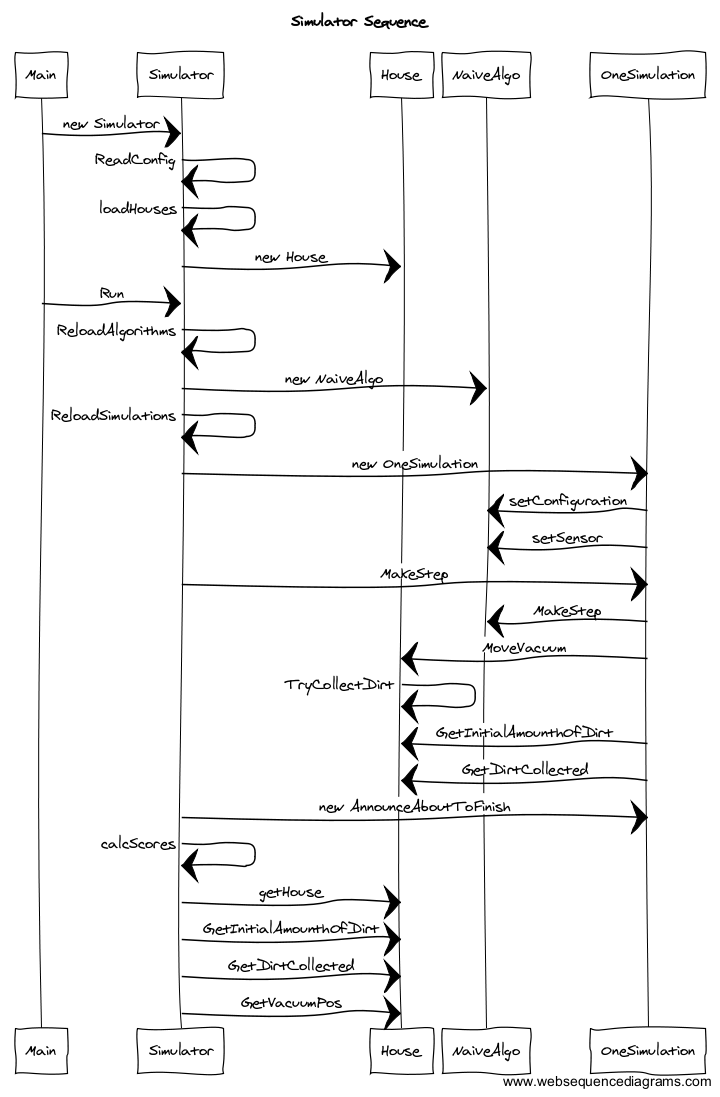 Simulator Sequence
Main Simulator House NaiveAlgo OneSimulation
new Simulator
ReadConfig
loadHouses
new House
Run
ReloadAlgorithms
new NaiveAlgo
ReloadSimulations
new OneSimulation
setConfiguration
setSensor
MakeStep
MakeStep
MoveVacuum
TryCollectDirt
GetInitialAmounthOfDirt
GetDirtCollected
new AnnounceAboutToFinish
calcScores
getHouse
GetInitialAmounthOfDirt
GetDirtCollected
GetVacuumPos
Main Simulator House NaiveAlgo OneSimulation
www.websequencediagrams.com